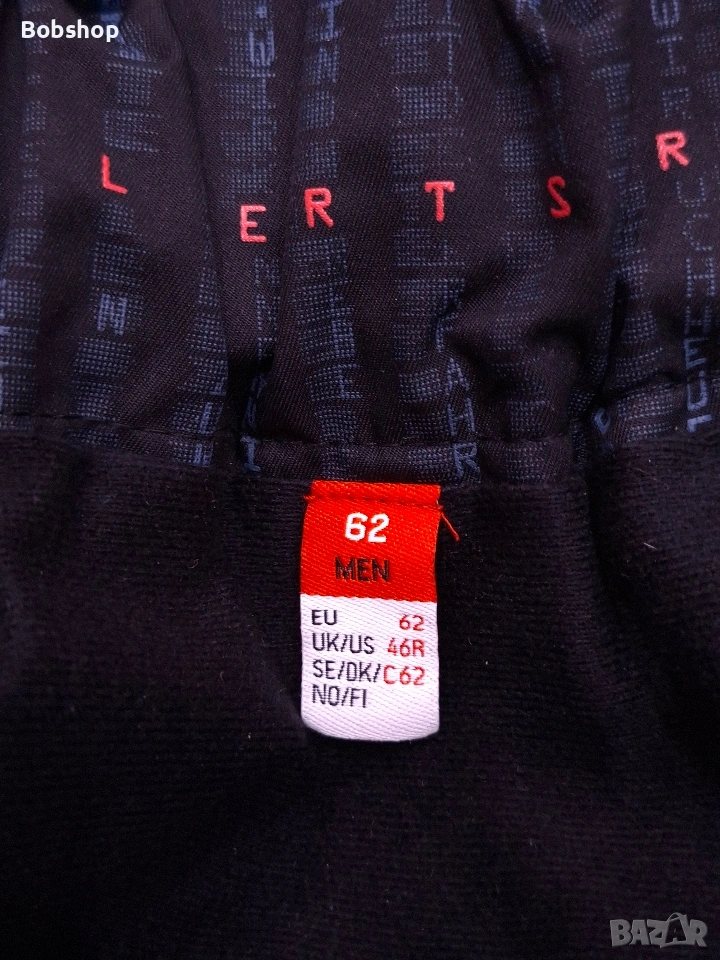 Bobshop
L E R T S R
62
MEN
EU 62
UK/US 46R
SE/DK/ C62
NO/FI
BAZAR